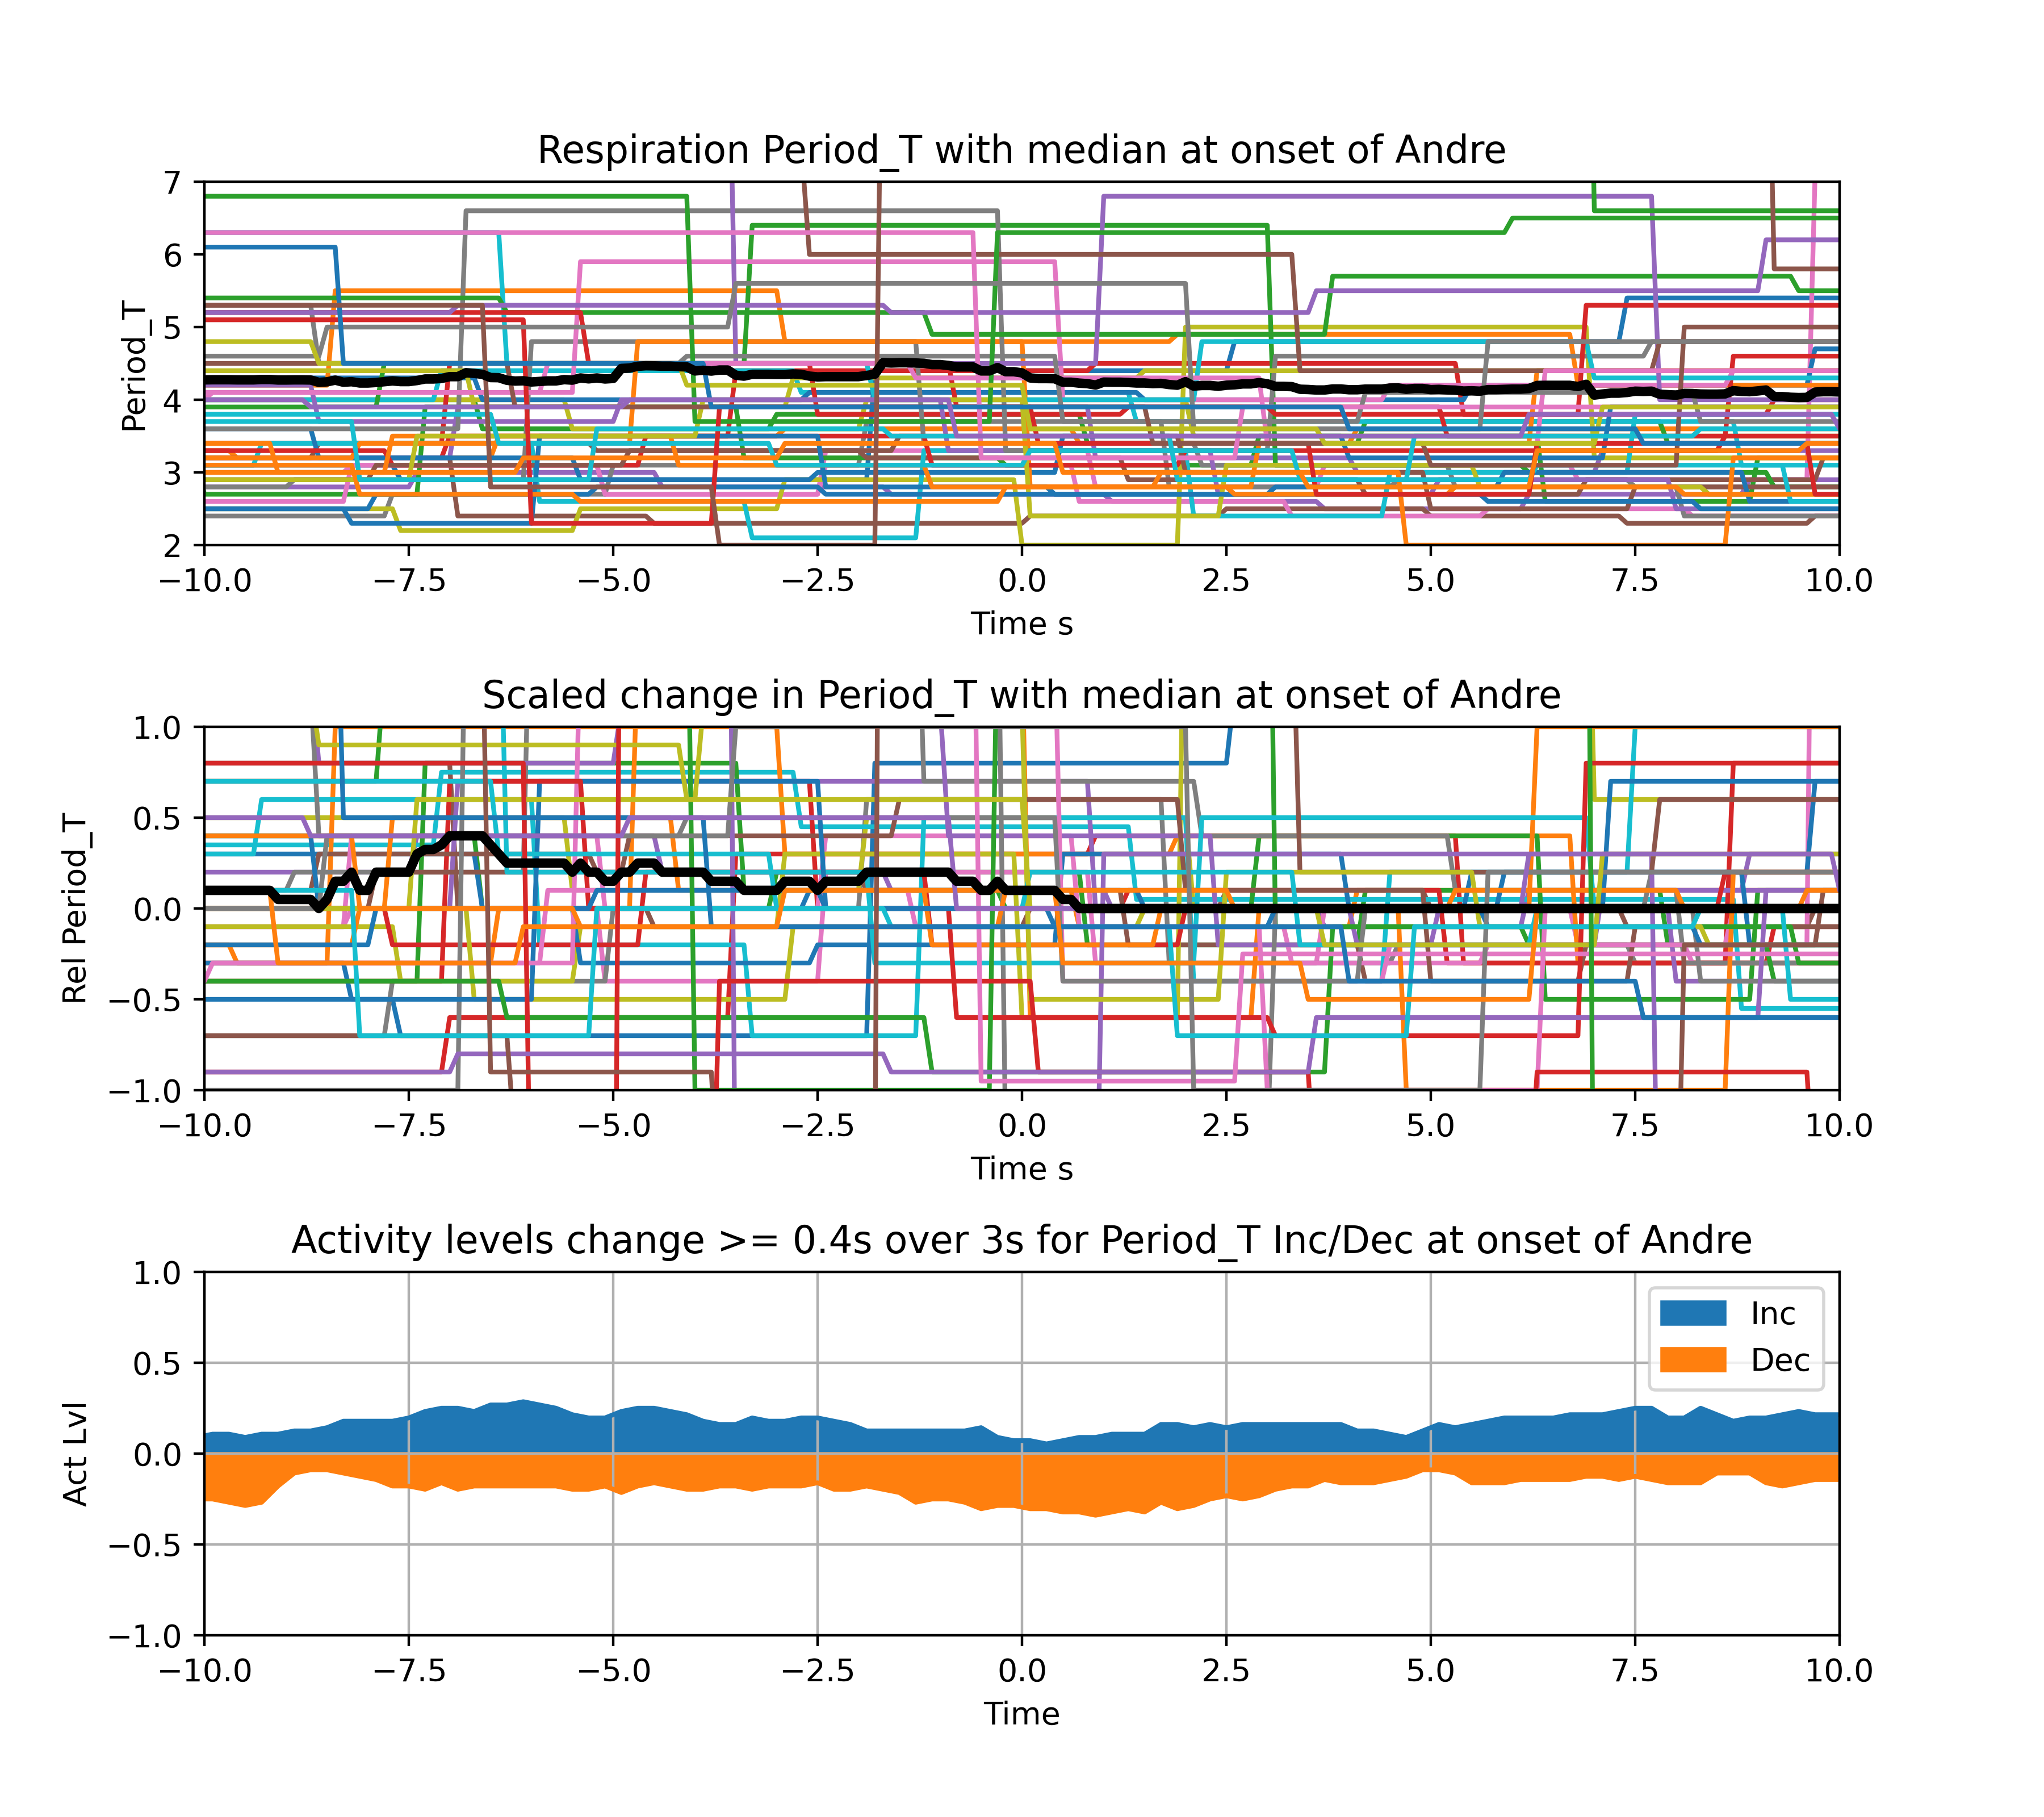 Respiration Period_T with median at onset of Andre
7
6
5
4
3
2
Period_T
−10.0 −7.5 −5.0 −2.5 0.0 2.5 5.0 7.5 10.0
Time s
Scaled change in Period_T with median at onset of Andre
1.0
0.5
0.0
−0.5
−1.0
Rel Period_T
−10.0 −7.5 −5.0 −2.5 0.0 2.5 5.0 7.5 10.0
Time s
Activity levels change >= 0.4s over 3s for Period_T Inc/Dec at onset of Andre
1.0
0.5
0.0
−0.5
−1.0
Act Lvl
Inc
Dec
−10.0 −7.5 −5.0 −2.5 0.0 2.5 5.0 7.5 10.0
Time